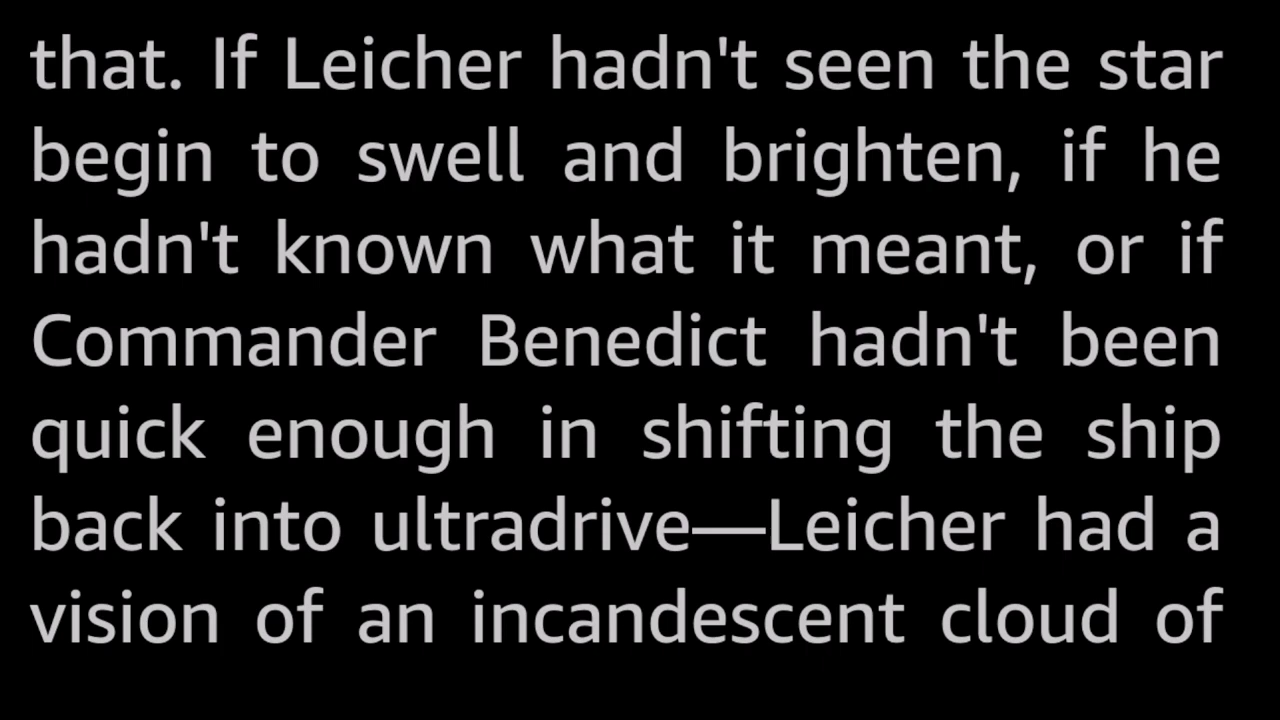 that. If Leicher hadn't seen the star
begin to swell and brighten, if he
hadn't known what it meant, or if
Commander Benedict hadn't been
quick enough in shifting the ship
back into ultradrive—Leicher had a
vision of an incandescent cloud of